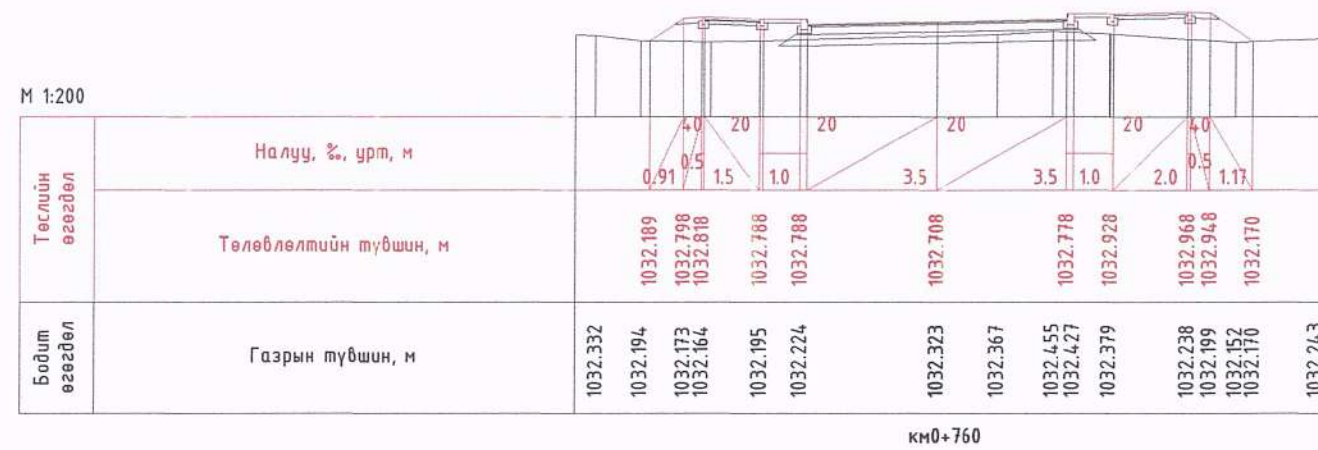 М 1:200
Төслийн өгөгдөл
Налуу, ‰, урт, м
40 20 20 20 20 40
0.91 0.5 1.5 1.0 3.5 3.5 1.0 2.0 0.5 1.17
Төлөвлөлтийн түвшин, м
1032.189 1032.798 1032.818 1032.788 1032.788 1032.708 1032.778 1032.928 1032.968 1032.948 1032.170
Бодит өгөгдөл
Газрын түвшин, м
1032.332 1032.194 1032.173 1032.164 1032.195 1032.224 1032.323 1032.367 1032.455 1032.427 1032.379 1032.238 1032.199 1032.152 1032.170 1032.243
км0+760